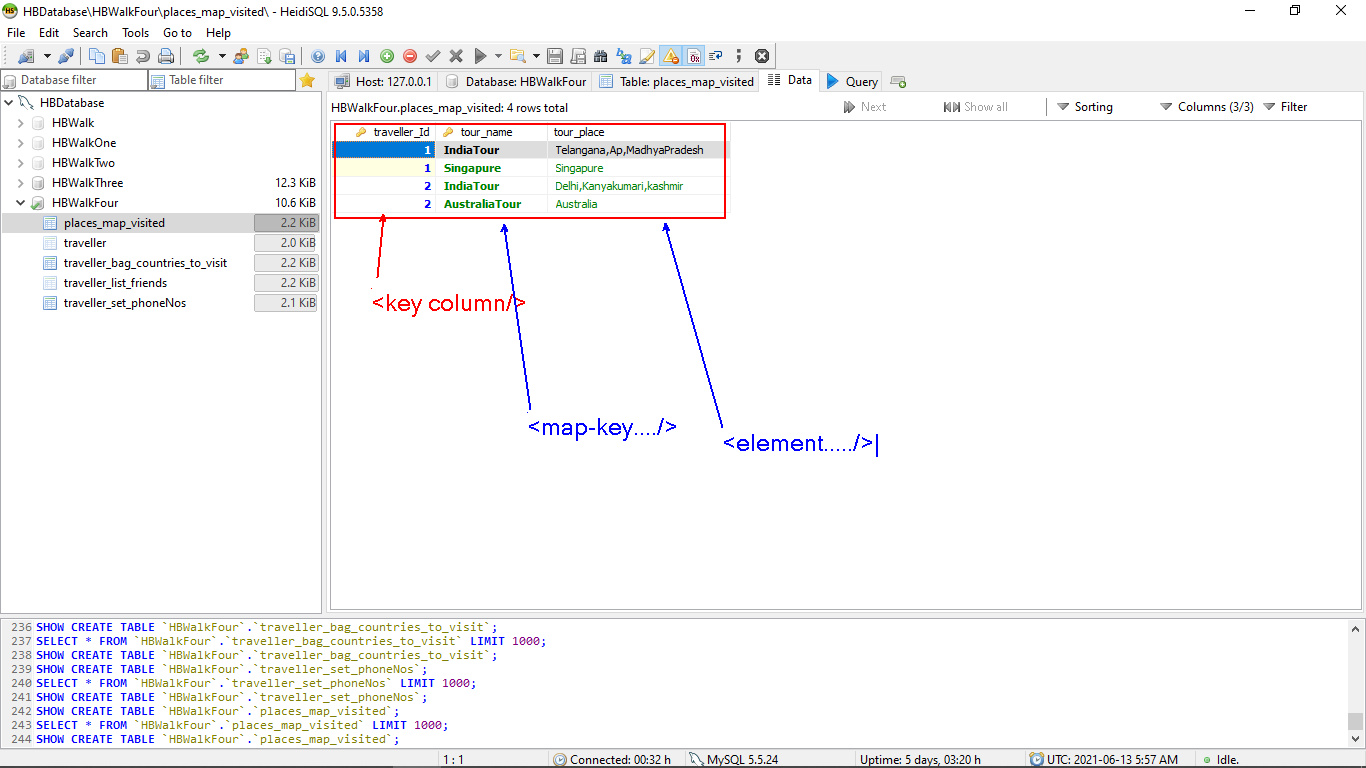 HBDatabase\HBWalkFour\places_map_visited\ - HeidiSQL 9.5.0.5358
File Edit Search Tools Go to Help
Database filter Table filter
Host: 127.0.0.1 Database: HBWalkFour Table: places_map_visited Data Query
HBDatabase
HBWalk
HBWalkOne
HBWalkTwo
HBWalkThree 12.3 KiB
HBWalkFour 10.6 KiB
places_map_visited 2.2 KiB
traveller 2.0 KiB
traveller_bag_countries_to_visit 2.2 KiB
traveller_list_friends 2.2 KiB
traveller_set_phoneNos 2.1 KiB
HBWalkFour.places_map_visited: 4 rows total Next Show all Sorting Columns (3/3) Filter
traveller_Id tour_name tour_place
1 IndiaTour Telangana,Ap,MadhyaPradesh
1 Singapure Singapure
2 IndiaTour Delhi,Kanyakumari,kashmir
2 AustraliaTour Australia
<key column/>
<map-key..../>
<element...../>
236 SHOW CREATE TABLE `HBWalkFour`.`traveller_bag_countries_to_visit`;
237 SELECT * FROM `HBWalkFour`.`traveller_bag_countries_to_visit` LIMIT 1000;
238 SHOW CREATE TABLE `HBWalkFour`.`traveller_bag_countries_to_visit`;
239 SHOW CREATE TABLE `HBWalkFour`.`traveller_set_phoneNos`;
240 SELECT * FROM `HBWalkFour`.`traveller_set_phoneNos` LIMIT 1000;
241 SHOW CREATE TABLE `HBWalkFour`.`traveller_set_phoneNos`;
242 SHOW CREATE TABLE `HBWalkFour`.`places_map_visited`;
243 SELECT * FROM `HBWalkFour`.`places_map_visited` LIMIT 1000;
244 SHOW CREATE TABLE `HBWalkFour`.`places_map_visited`;
1 : 1 Connected: 00:32 h MySQL 5.5.24 Uptime: 5 days, 03:20 h UTC: 2021-06-13 5:57 AM Idle.